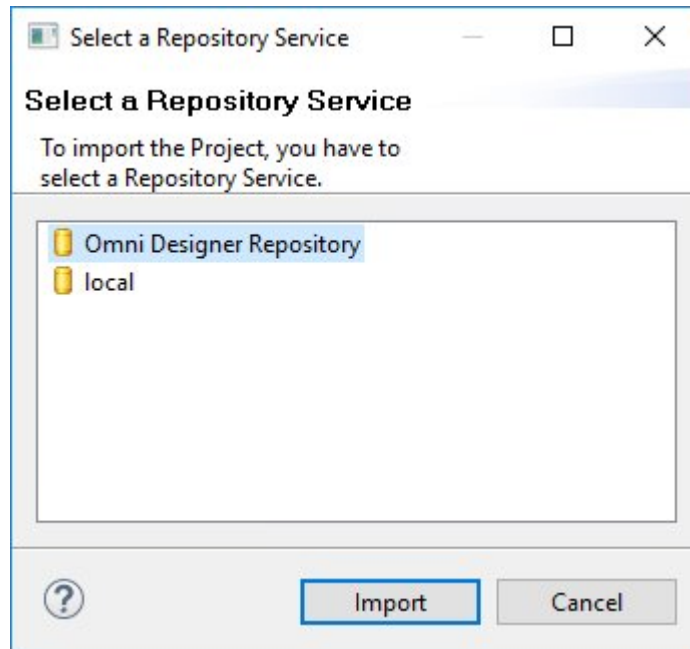 Select a Repository Service
Select a Repository Service
To import the Project, you have to
select a Repository Service.
Omni Designer Repository
local
?
Import
Cancel